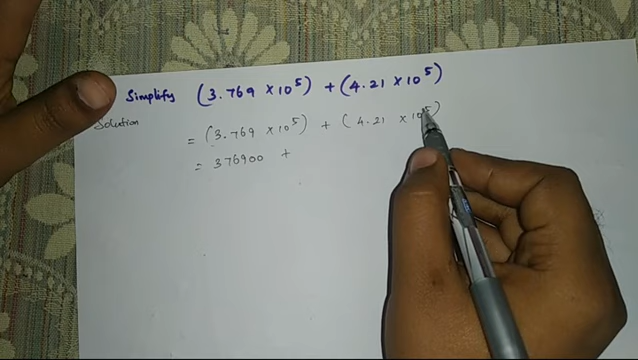 Simplify (3.769 × 10⁵) + (4.21 × 10⁵)
Solution
= (3.769 × 10⁵) + (4.21 × 10⁵)
= 376900 +